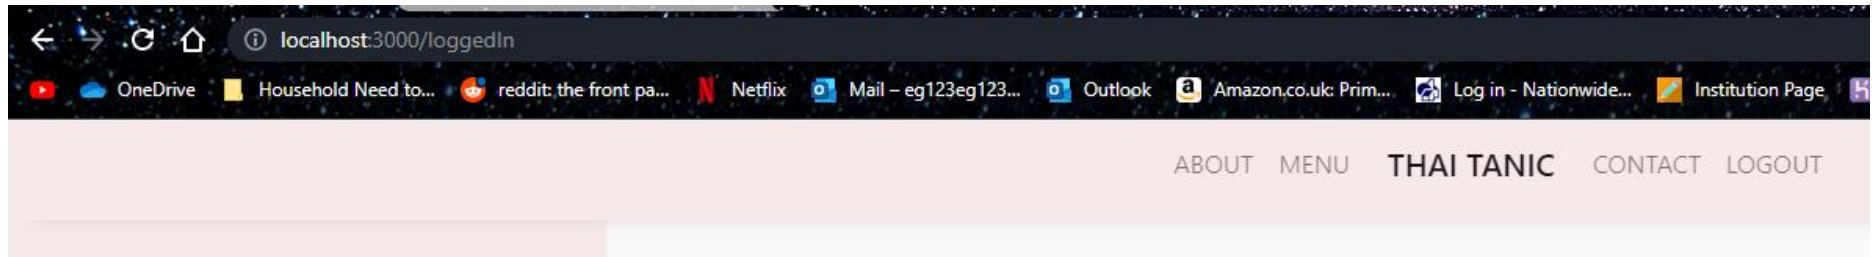 localhost:3000/loggedIn
OneDrive Household Need to... reddit: the front pa... Netflix Mail – eg123eg123... Outlook Amazon.co.uk: Prim... Log in - Nationwide... Institution Page
ABOUT MENU THAI TANIC CONTACT LOGOUT